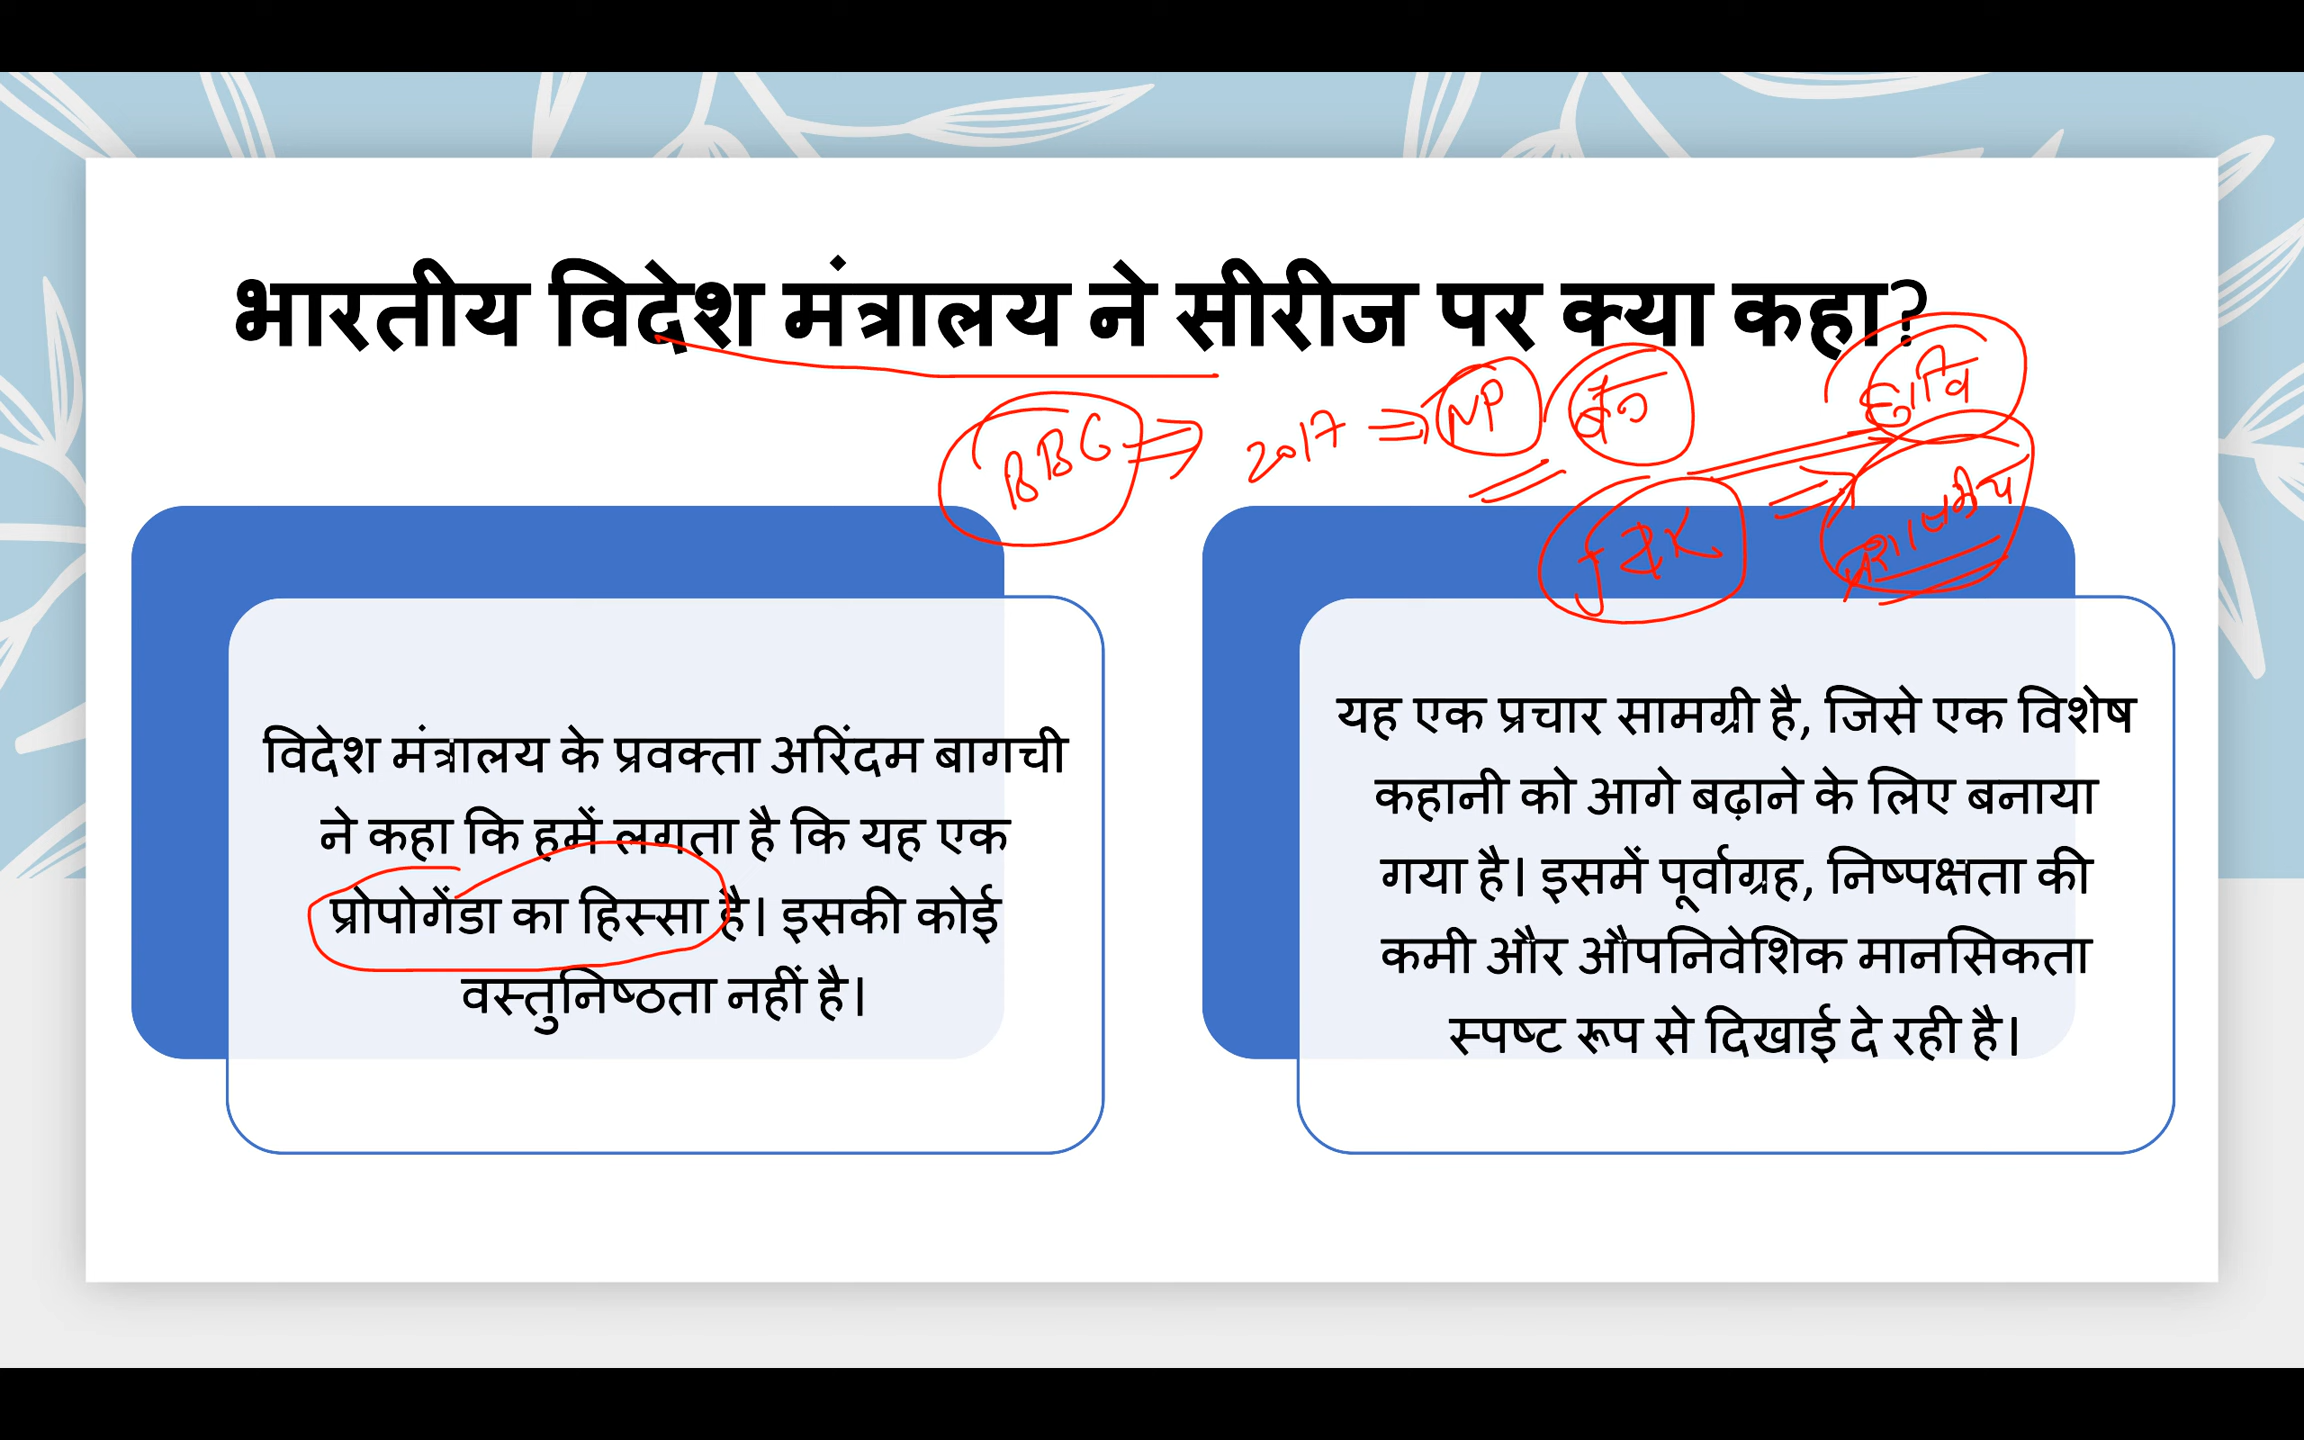 भारतीय विदेश मंत्रालय ने सीरीज पर क्या कहा?
BBG ⇒ 2017 ⇒ NP
विदेश मंत्रालय के प्रवक्ता अरिंदम बागची
ने कहा कि हमें लगता है कि यह एक
प्रोपोगेंडा का हिस्सा है। इसकी कोई
वस्तुनिष्ठता नहीं है।
यह एक प्रचार सामग्री है, जिसे एक विशेष
कहानी को आगे बढ़ाने के लिए बनाया
गया है। इसमें पूर्वाग्रह, निष्पक्षता की
कमी और औपनिवेशिक मानसिकता
स्पष्ट रूप से दिखाई दे रही है।